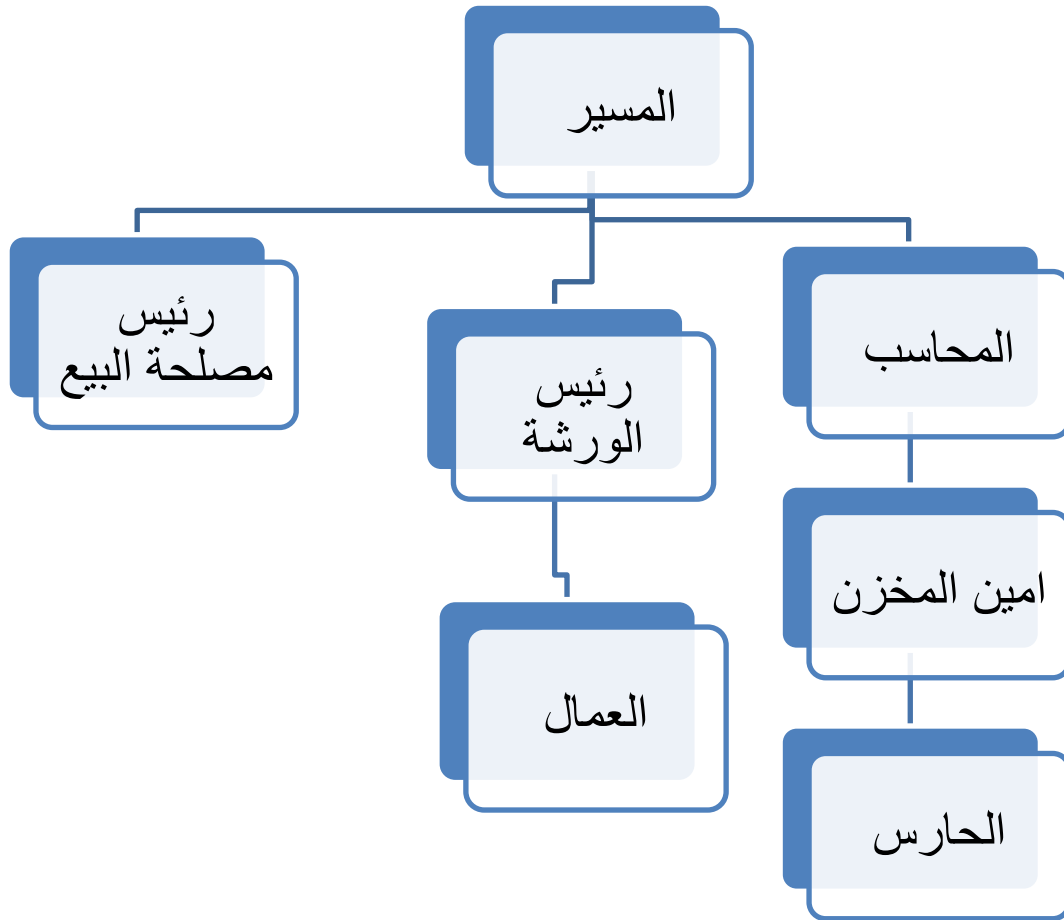 المسير
المحاسب
رئيس
الورشة
رئيس
مصلحة البيع
امين المخزن
العمال
الحارس